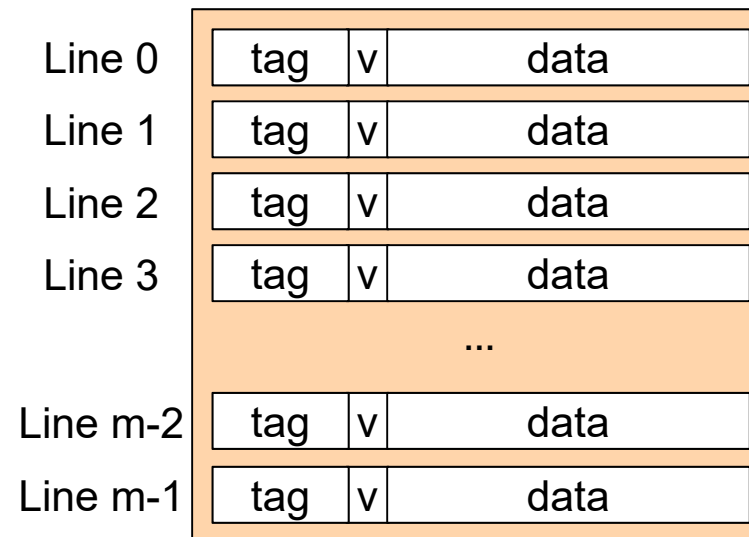 Line 0 tag v data
Line 1 tag v data
Line 2 tag v data
Line 3 tag v data
...
Line m-2 tag v data
Line m-1 tag v data